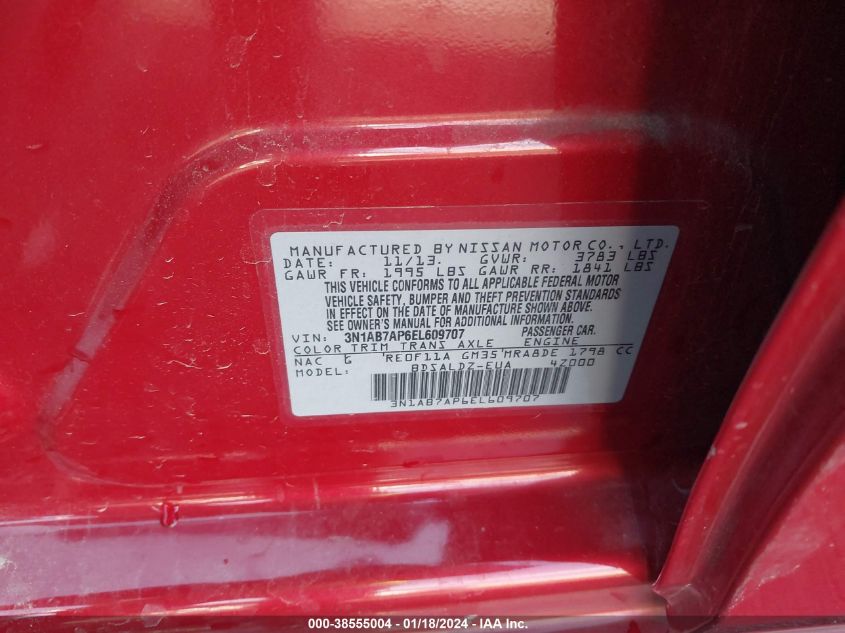 MANUFACTURED BY NISSAN MOTOR CO., LTD.
DATE: 11/13. GVWR: 3783 LBS
GAWR FR: 1995 LBS GAWR RR: 1841 LBS
THIS VEHICLE CONFORMS TO ALL APPLICABLE FEDERAL MOTOR
VEHICLE SAFETY, BUMPER AND THEFT PREVENTION STANDARDS
IN EFFECT ON THE DATE OF MANUFACTURE SHOWN ABOVE.
SEE OWNER'S MANUAL FOR ADDITIONAL INFORMATION.
VIN: 3N1AB7AP6EL609707 PASSENGER CAR.
COLOR TRIM TRANS AXLE ENGINE
NAC G RE0F11A GM35 MRA8DE 1798 CC
MODEL: BDSALDZ-EUA 4Z000
3N1AB7AP6EL609707
000-38555004 - 01/18/2024 - IAA Inc.